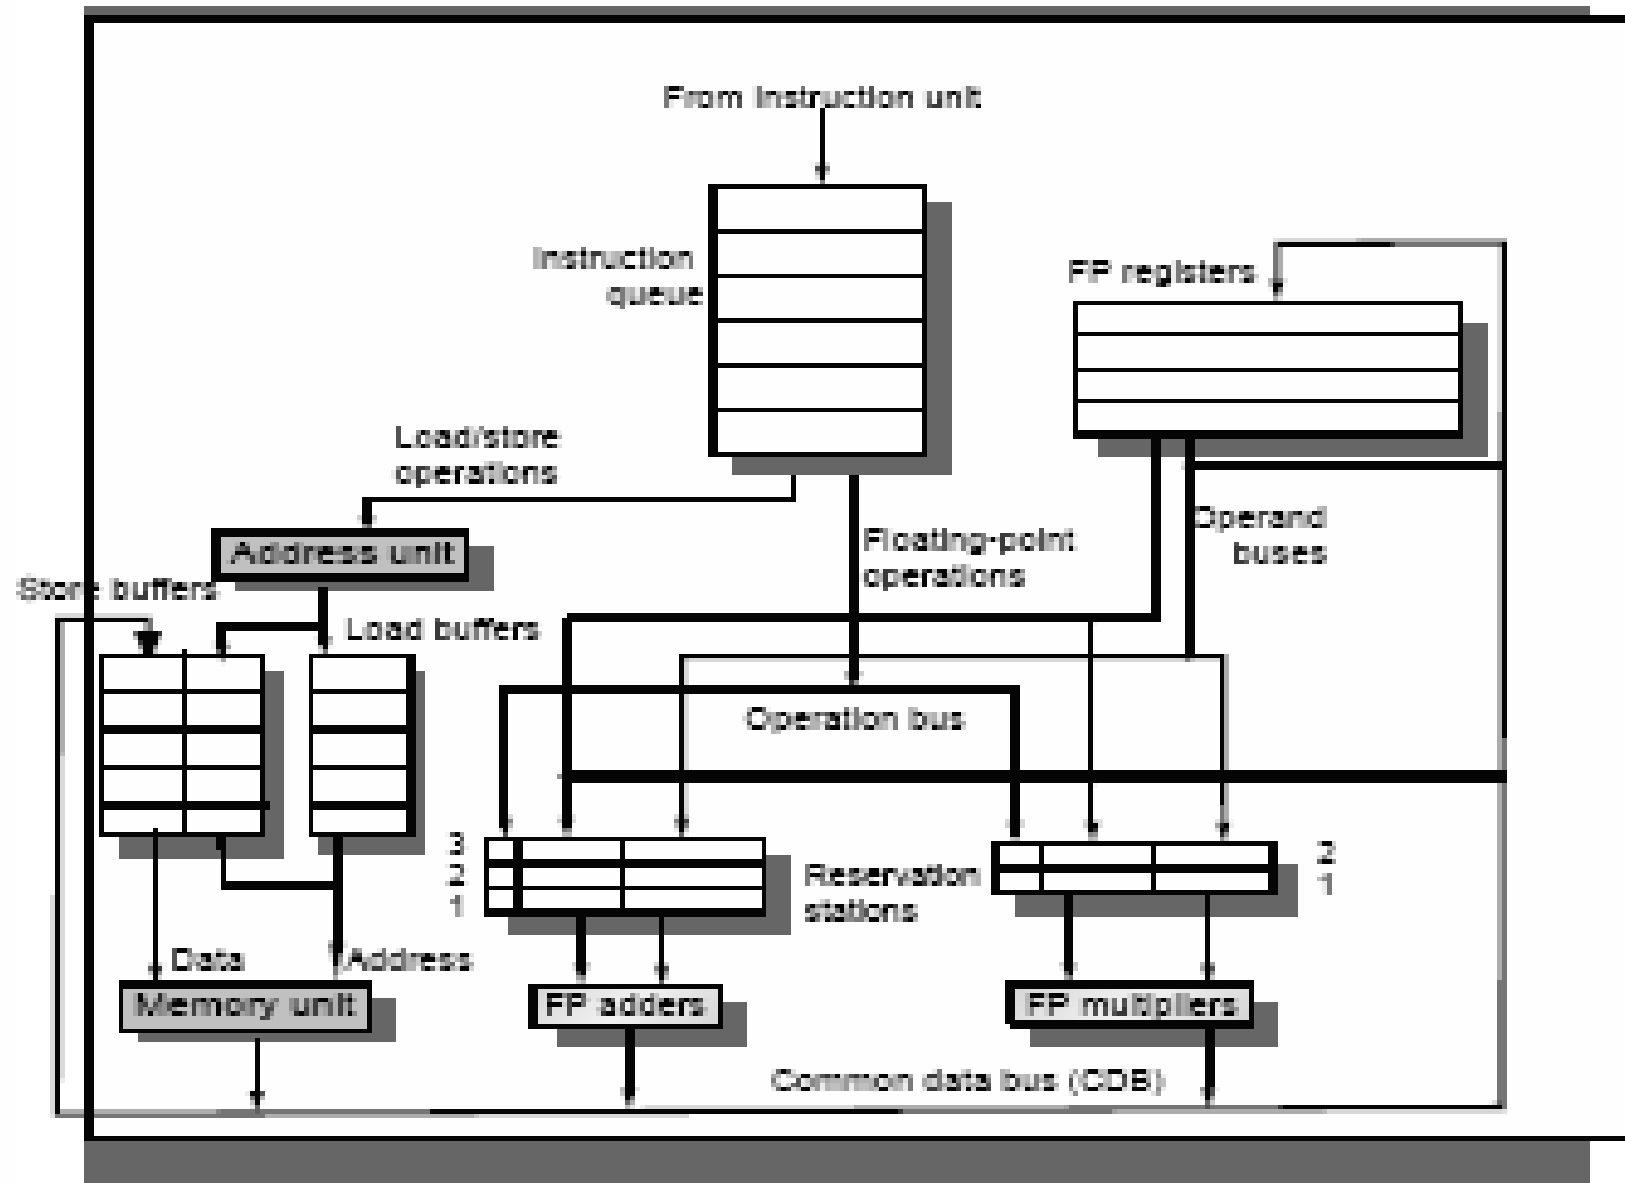 From instruction unit
Instruction
queue
FP registers
Load/store
operations
Address unit
Floating-point
operations
Operand
buses
Store buffers
Load buffers
Operation bus
3
2
1
Reservation
stations
2
1
Data
Address
Memory unit
FP adders
FP multipliers
Common data bus (CDB)